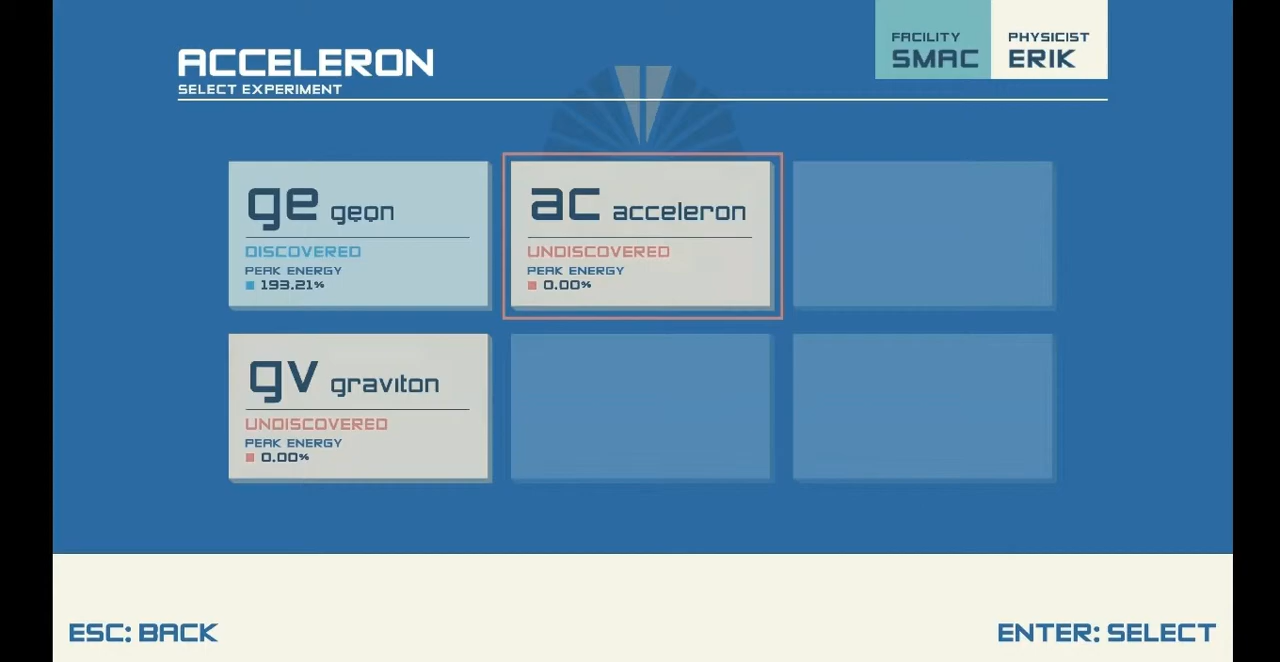 ACCELERON
SELECT EXPERIMENT
FACILITY
SMAC
PHYSICIST
ERIK
ge geon
DISCOVERED
PEAK ENERGY
193.21%
ac acceleron
UNDISCOVERED
PEAK ENERGY
0.00%
gv graviton
UNDISCOVERED
PEAK ENERGY
0.00%
ESC: BACK
ENTER: SELECT